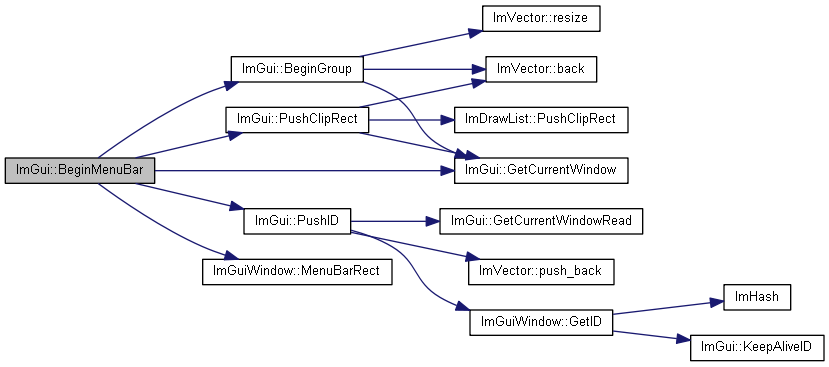 ImVector::resize
ImGui::BeginGroup
ImVector::back
ImGui::PushClipRect
ImDrawList::PushClipRect
ImGui::BeginMenuBar
ImGui::GetCurrentWindow
ImGui::PushID
ImGui::GetCurrentWindowRead
ImGuiWindow::MenuBarRect
ImVector::push_back
ImHash
ImGuiWindow::GetID
ImGui::KeepAliveID